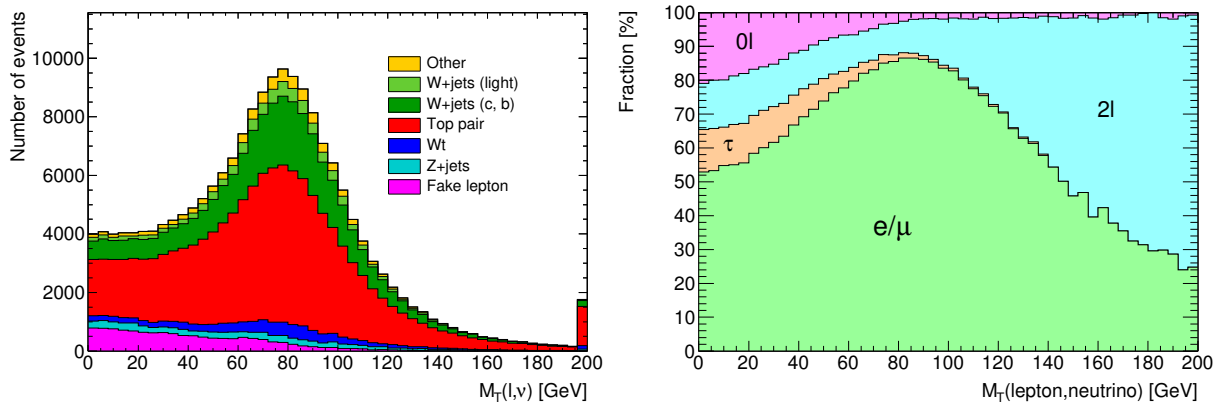 Number of events
10000
8000
6000
4000
2000
0
Other
W+jets (light)
W+jets (c, b)
Top pair
Wt
Z+jets
Fake lepton
0 20 40 60 80 100 120 140 160 180 200
M_T(l,ν) [GeV]
Fraction [%]
100
90
80
70
60
50
40
30
20
10
0
0l
2l
τ
e/μ
0 20 40 60 80 100 120 140 160 180 200
M_T(lepton,neutrino) [GeV]